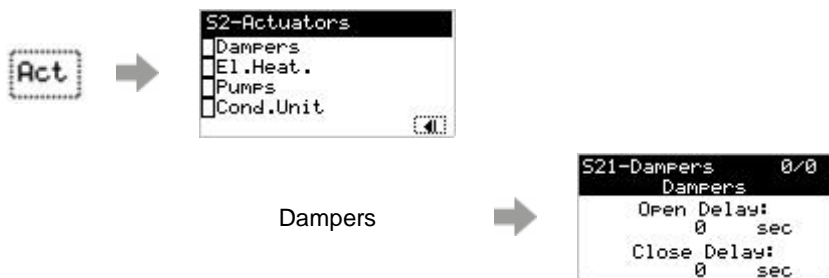 Act
S2-Actuators
Dampers
El.Heat.
Pumps
Cond.Unit
Dampers
S21-Dampers 0/0
Dampers
Open Delay:
0 sec
Close Delay:
0 sec